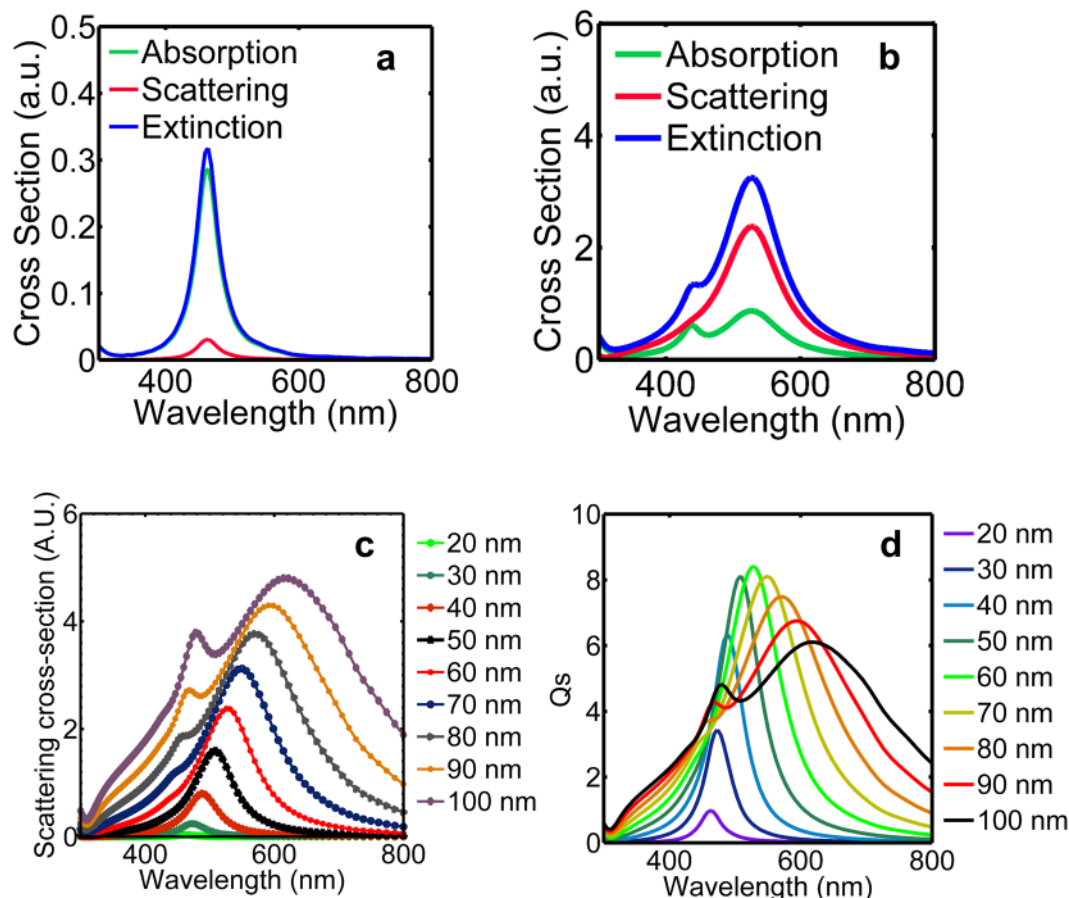 a
Absorption
Scattering
Extinction
Cross Section (a.u.)
0.5
0.4
0.3
0.2
0.1
0
400
600
800
Wavelength (nm)
b
Absorption
Scattering
Extinction
Cross Section (a.u.)
6
4
2
0
400
600
800
Wavelength (nm)
c
Scattering cross-section (A.U.)
6
4
2
0
400
600
800
Wavelength (nm)
20 nm
30 nm
40 nm
50 nm
60 nm
70 nm
80 nm
90 nm
100 nm
d
Qs
10
8
6
4
2
0
400
600
800
Wavelength (nm)
20 nm
30 nm
40 nm
50 nm
60 nm
70 nm
80 nm
90 nm
100 nm